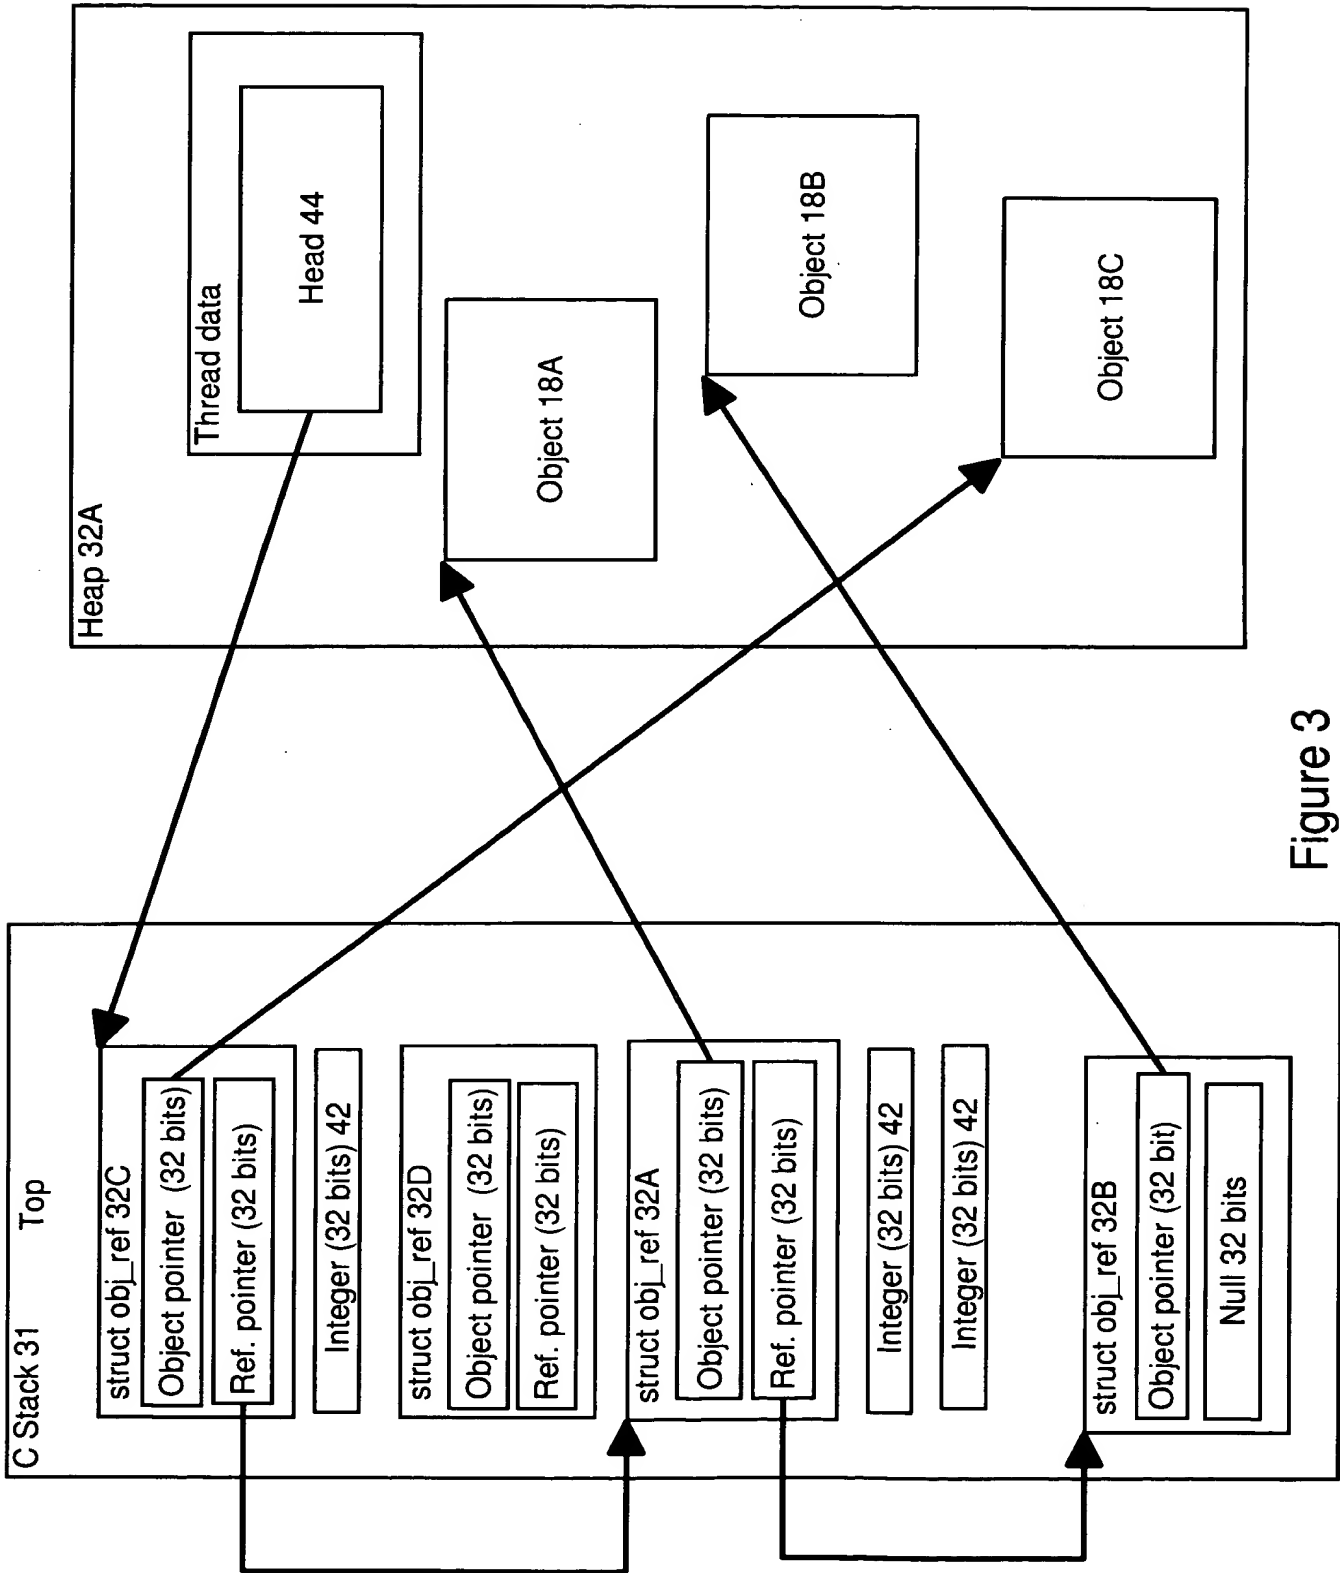 C Stack 31
Top
struct obj_ref 32C
Object pointer (32 bits)
Ref. pointer (32 bits)
Integer (32 bits) 42
struct obj_ref 32D
Object pointer (32 bits)
Ref. pointer (32 bits)
struct obj_ref 32A
Object pointer (32 bits)
Ref. pointer (32 bits)
Integer (32 bits) 42
Integer (32 bits) 42
struct obj_ref 32B
Object pointer (32 bit)
Null 32 bits
Heap 32A
Thread data
Head 44
Object 18A
Object 18B
Object 18C
Figure 3